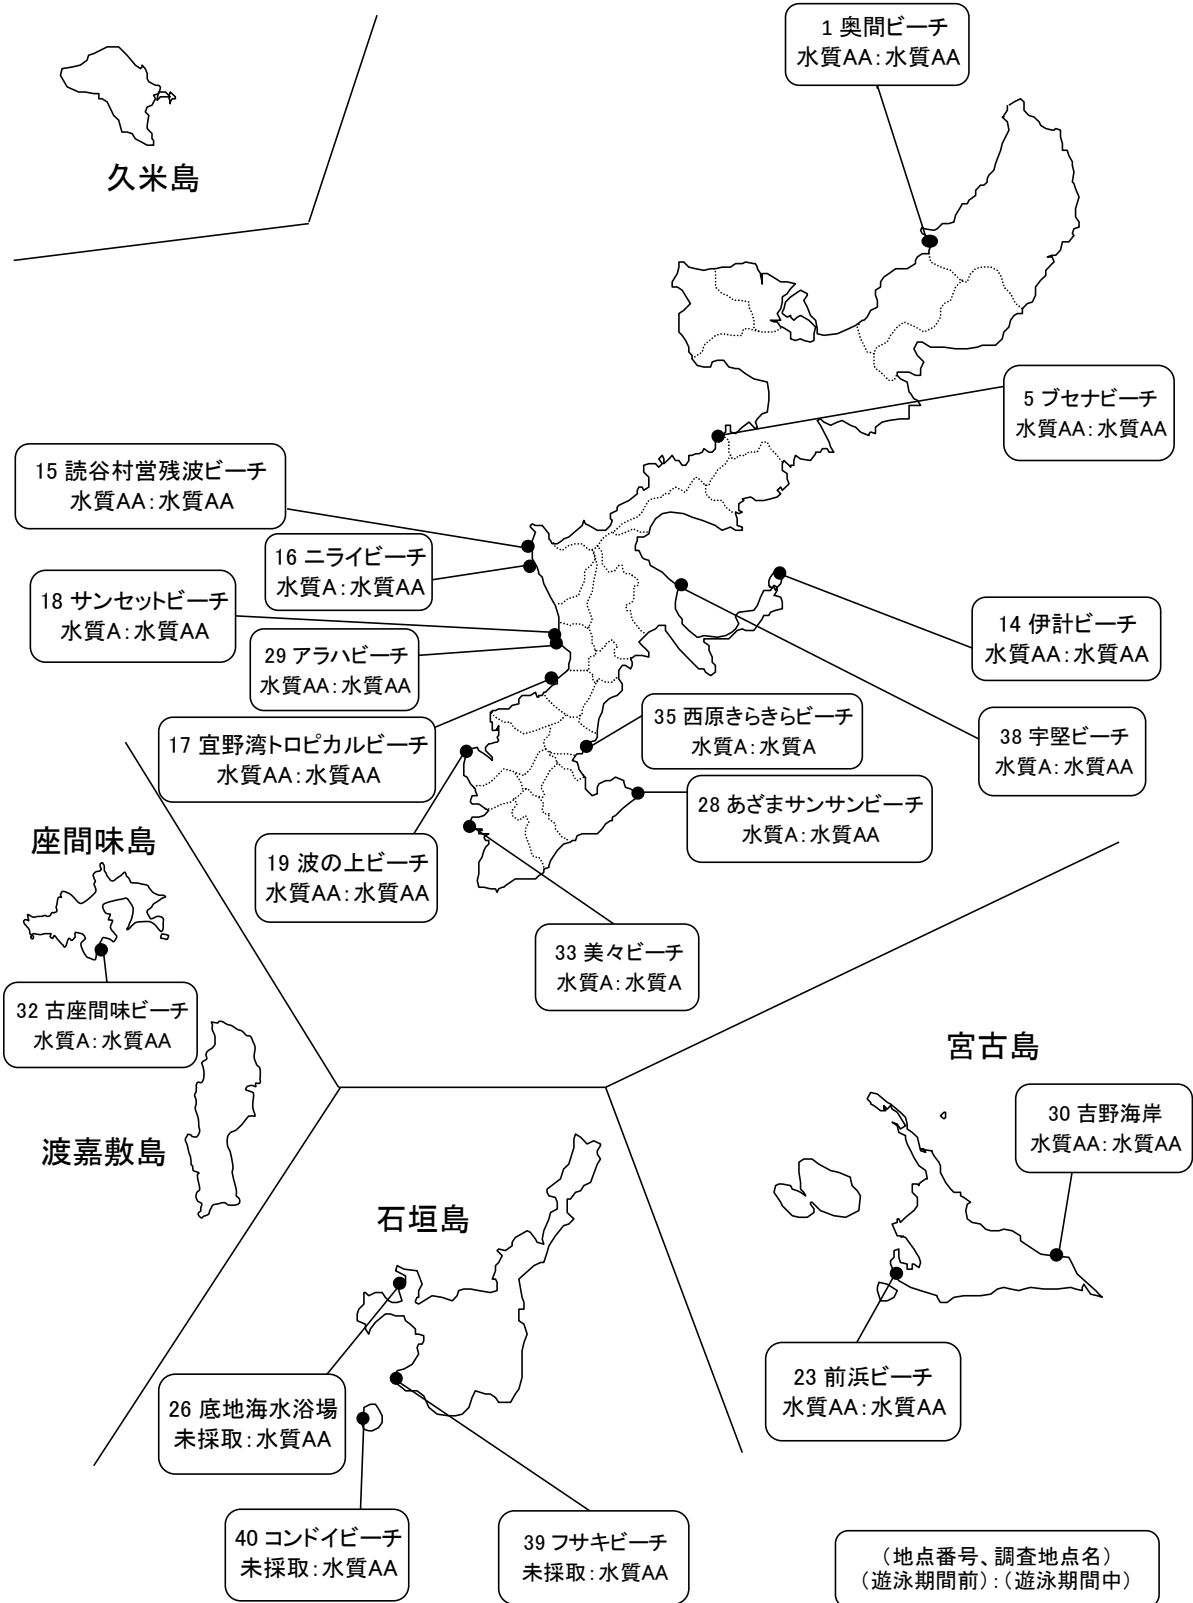 1 奥間ビーチ
水質AA：水質AA
久米島
5 ブセナビーチ
水質AA：水質AA
15 読谷村営残波ビーチ
水質AA：水質AA
16 ニライビーチ
水質A：水質AA
18 サンセットビーチ
水質A：水質AA
14 伊計ビーチ
水質AA：水質AA
29 アラハビーチ
水質AA：水質AA
35 西原きらきらビーチ
水質A：水質A
38 宇堅ビーチ
水質A：水質AA
17 宜野湾トロピカルビーチ
水質AA：水質AA
28 あざまサンサンビーチ
水質A：水質AA
座間味島
19 波の上ビーチ
水質AA：水質AA
33 美々ビーチ
水質A：水質A
32 古座間味ビーチ
水質A：水質AA
宮古島
30 吉野海岸
水質AA：水質AA
渡嘉敷島
石垣島
23 前浜ビーチ
水質AA：水質AA
26 底地海水浴場
未採取：水質AA
40 コンドイビーチ
未採取：水質AA
39 フサキビーチ
未採取：水質AA
（地点番号、調査地点名）
（遊泳期間前）：（遊泳期間中）